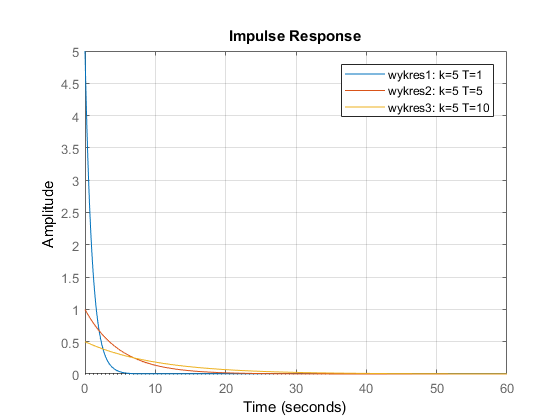 Impulse Response
wykres1: k=5 T=1
wykres2: k=5 T=5
wykres3: k=5 T=10
Amplitude
5
4.5
4
3.5
3
2.5
2
1.5
1
0.5
0
0 10 20 30 40 50 60
Time (seconds)